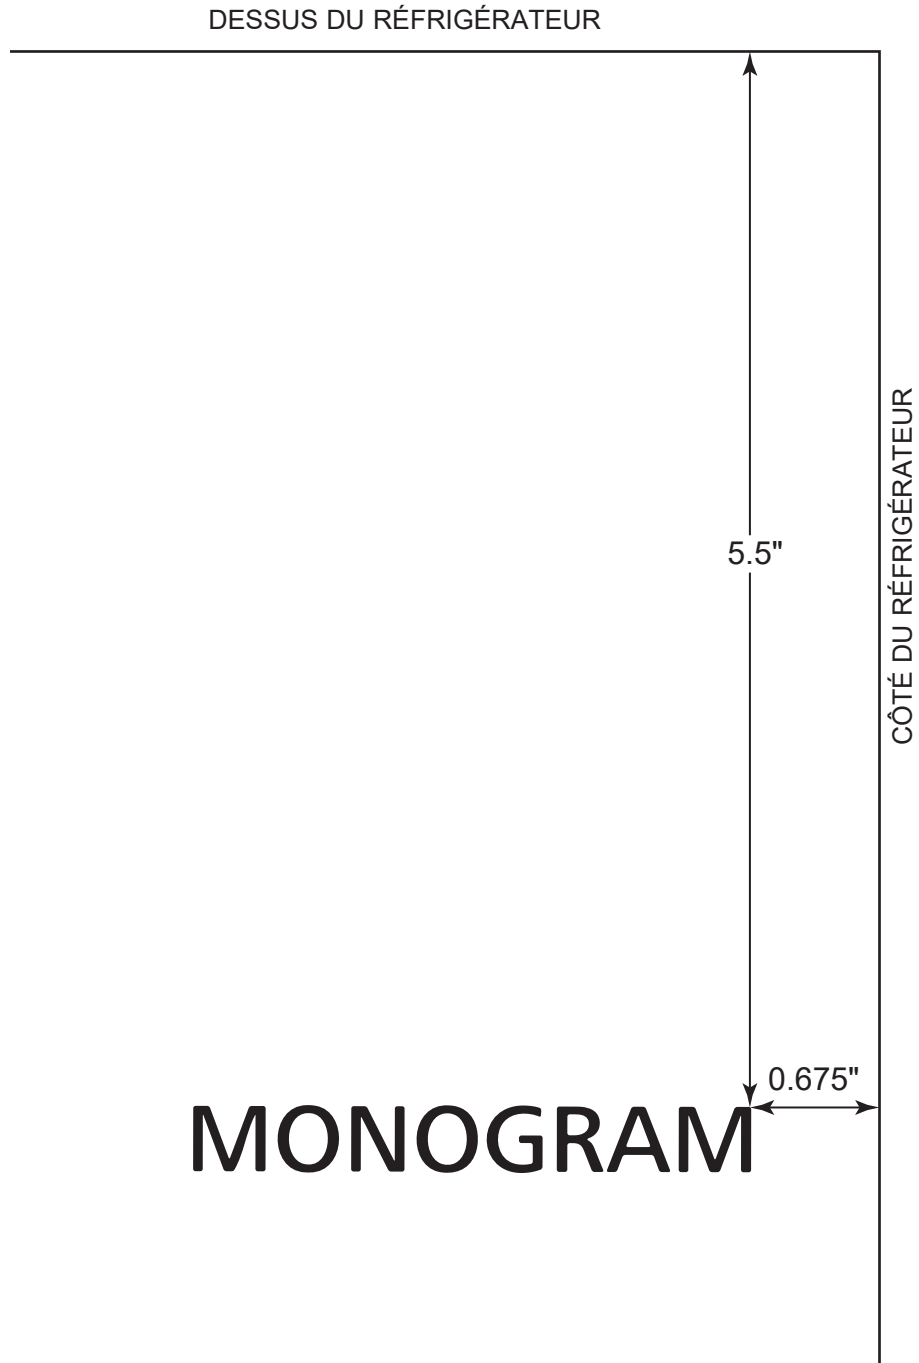 DESSUS DU RÉFRIGÉRATEUR
CÔTÉ DU RÉFRIGÉRATEUR
5.5"
0.675"
MONOGRAM